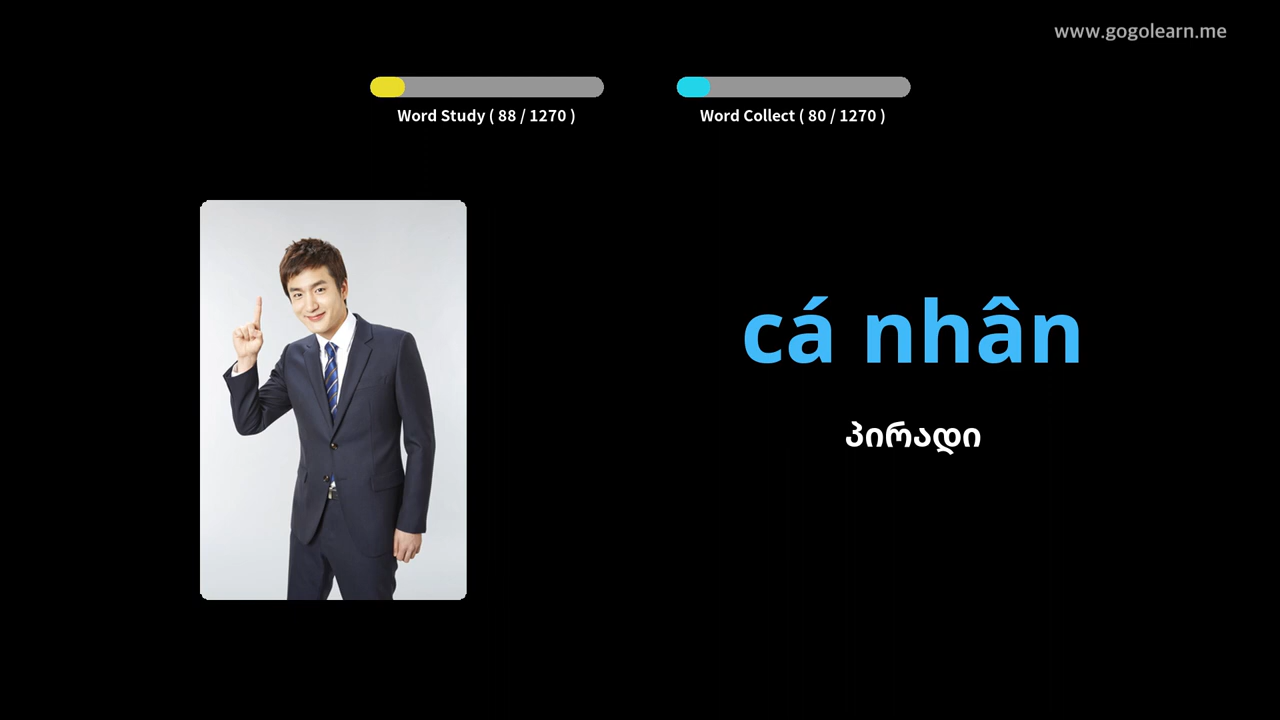 www.gogolearn.me
Word Study ( 88 / 1270 )
Word Collect ( 80 / 1270 )
cá nhân
პირადი